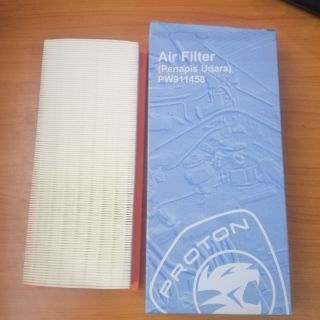 Air Filter
(Penapis Udara)
PW911458
PROTON